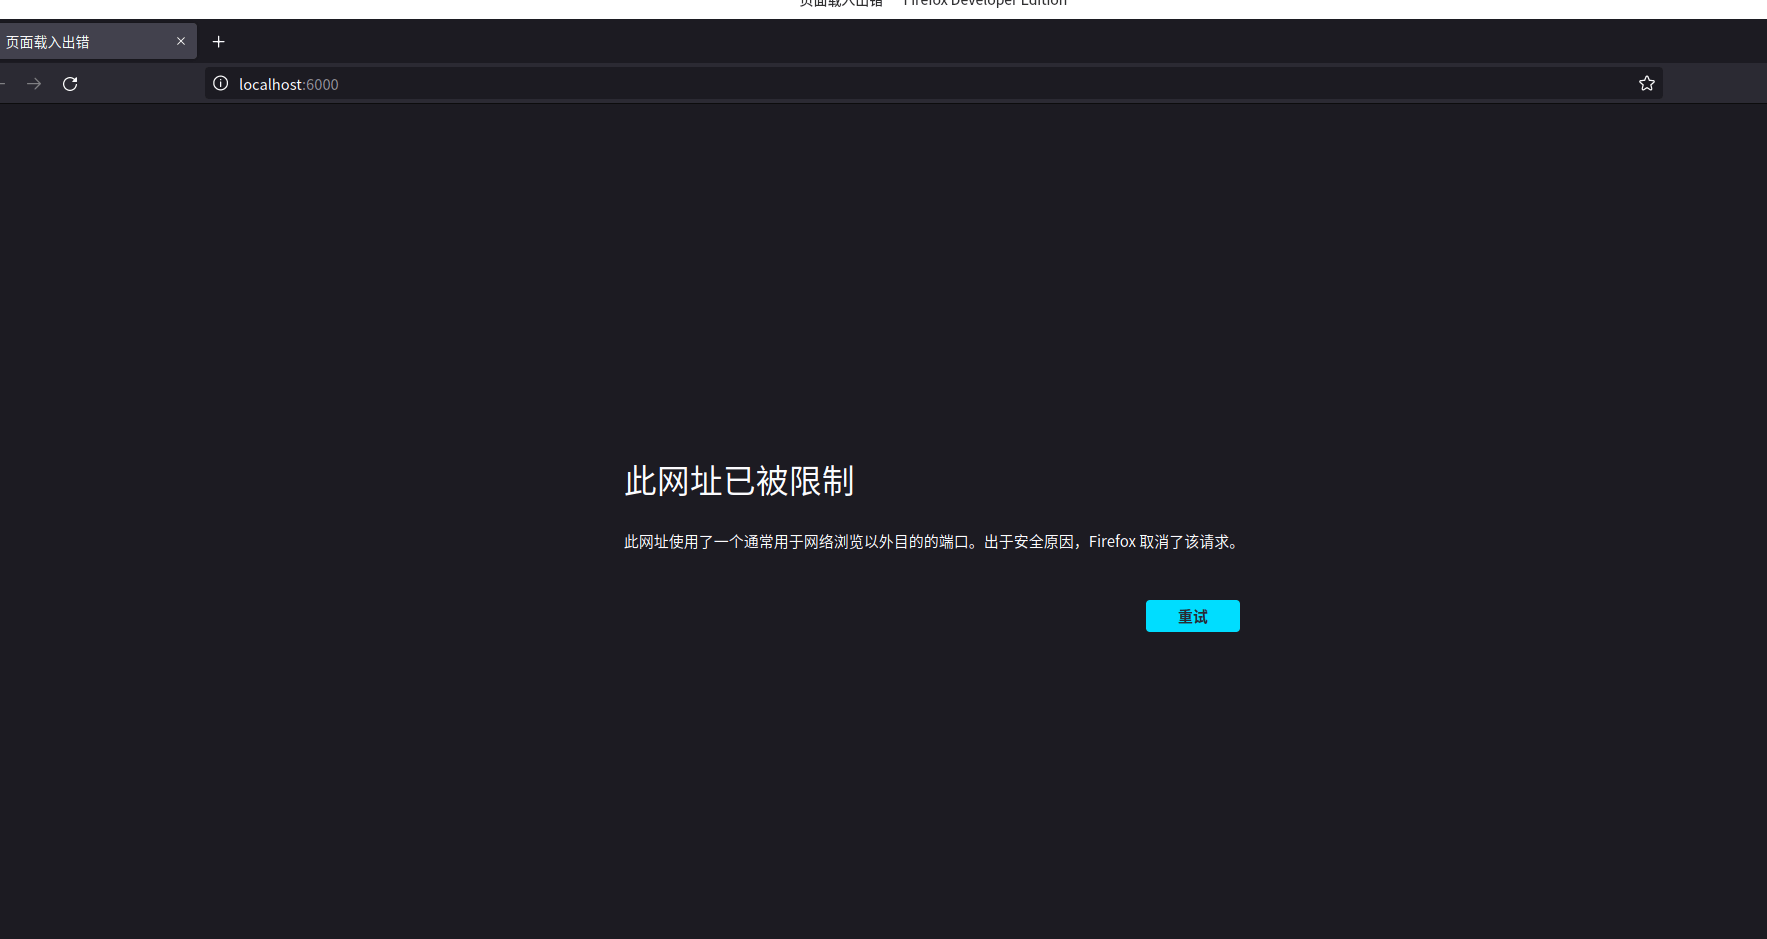 页面载入出错 — Firefox Developer Edition
页面载入出错
localhost:6000
此网址已被限制
此网址使用了一个通常用于网络浏览以外目的的端口。出于安全原因，Firefox 取消了该请求。
重试